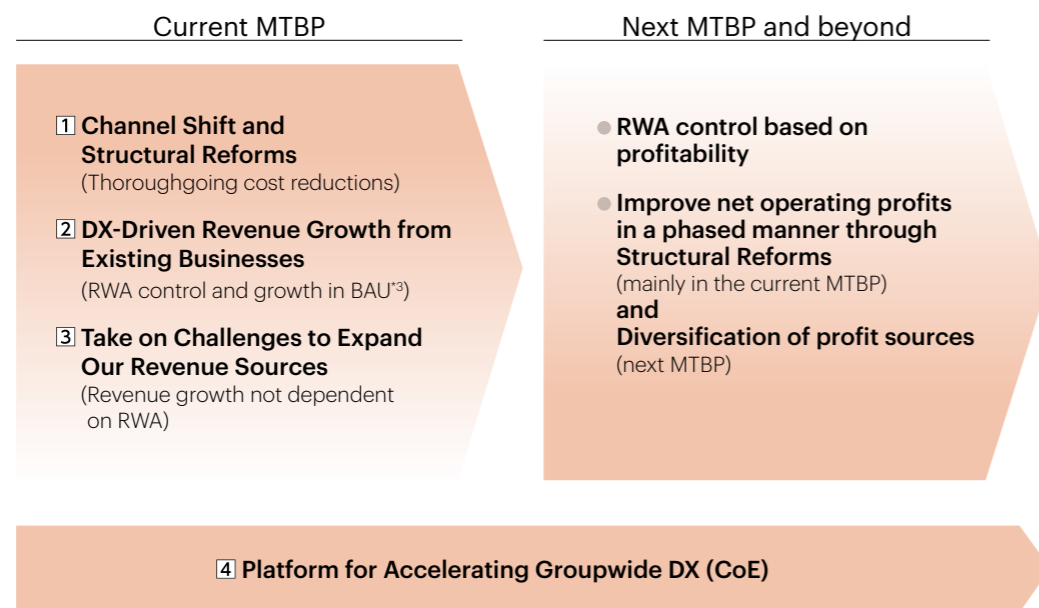 Current MTBP
1 Channel Shift and
Structural Reforms
(Thoroughgoing cost reductions)
2 DX-Driven Revenue Growth from
Existing Businesses
(RWA control and growth in BAU*3)
3 Take on Challenges to Expand
Our Revenue Sources
(Revenue growth not dependent
on RWA)
Next MTBP and beyond
● RWA control based on
profitability
● Improve net operating profits
in a phased manner through
Structural Reforms
(mainly in the current MTBP)
and
Diversification of profit sources
(next MTBP)
4 Platform for Accelerating Groupwide DX (CoE)